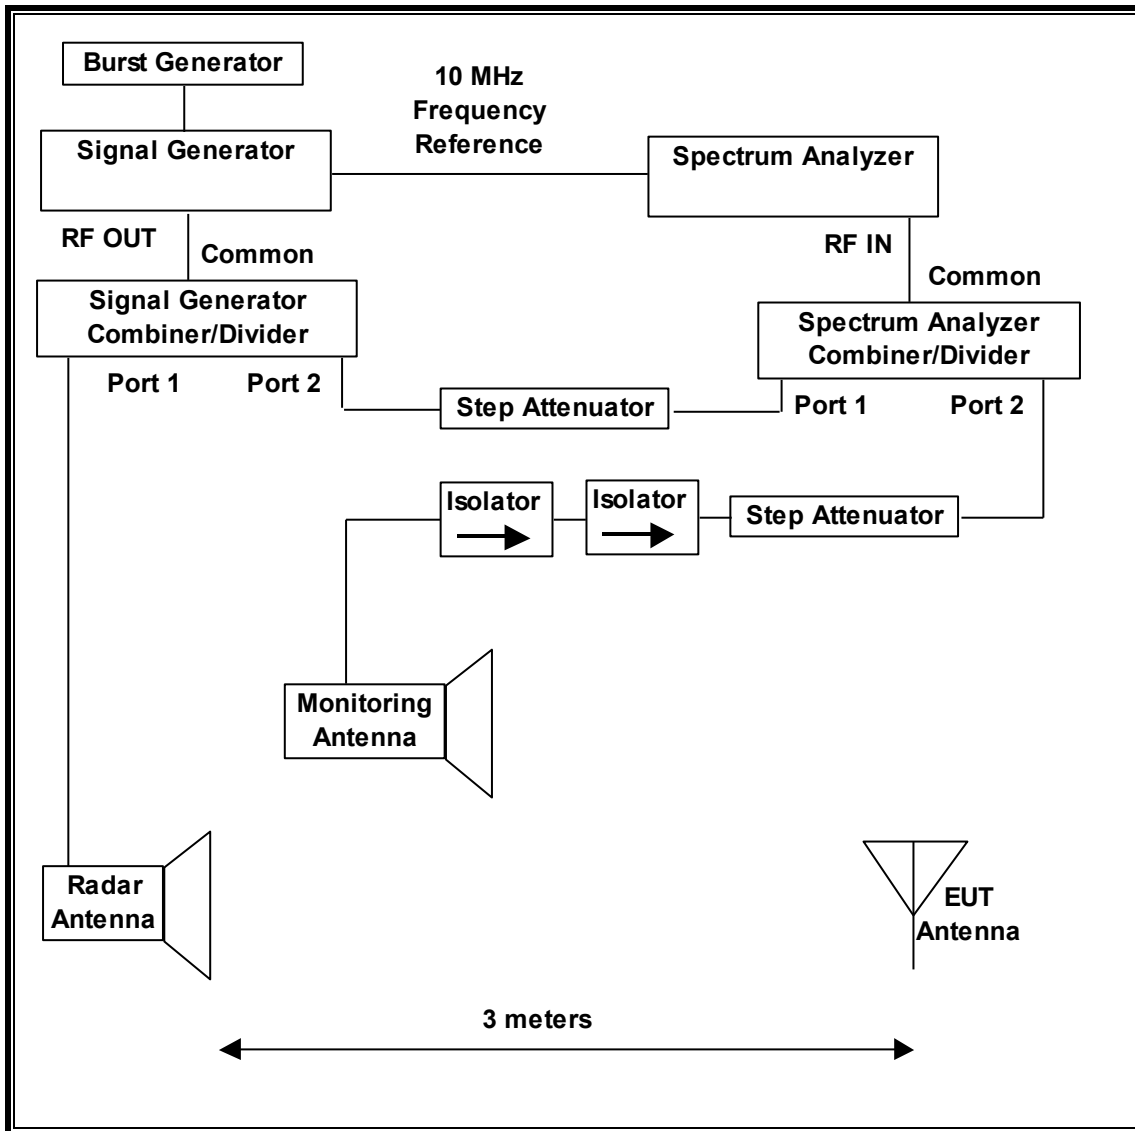 Burst Generator
10 MHz
Frequency
Reference
Signal Generator
Spectrum Analyzer
RF OUT
Common
RF IN
Common
Signal Generator
Combiner/Divider
Spectrum Analyzer
Combiner/Divider
Port 1
Port 2
Step Attenuator
Port 1
Port 2
Isolator
Isolator
Step Attenuator
Monitoring
Antenna
Radar
Antenna
EUT
Antenna
3 meters